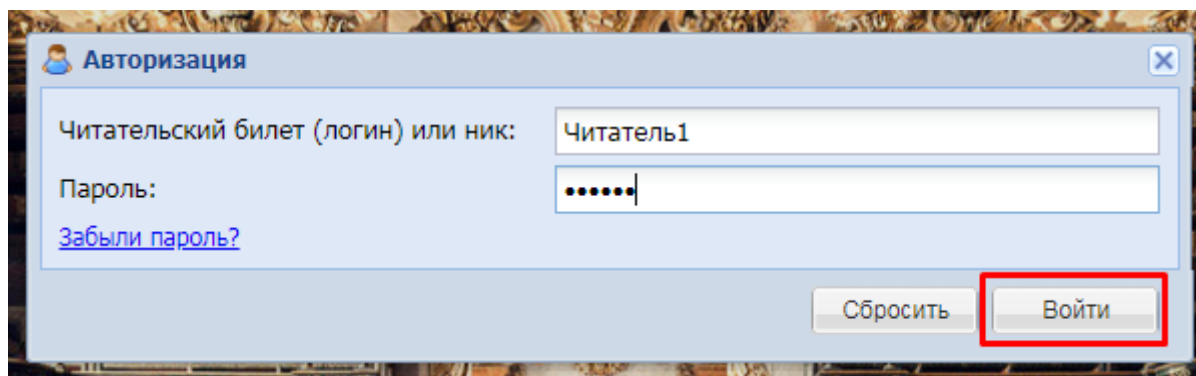 Авторизация
Читательский билет (логин) или ник: Читатель1
Пароль: ••••••
Забыли пароль?
Сбросить Войти